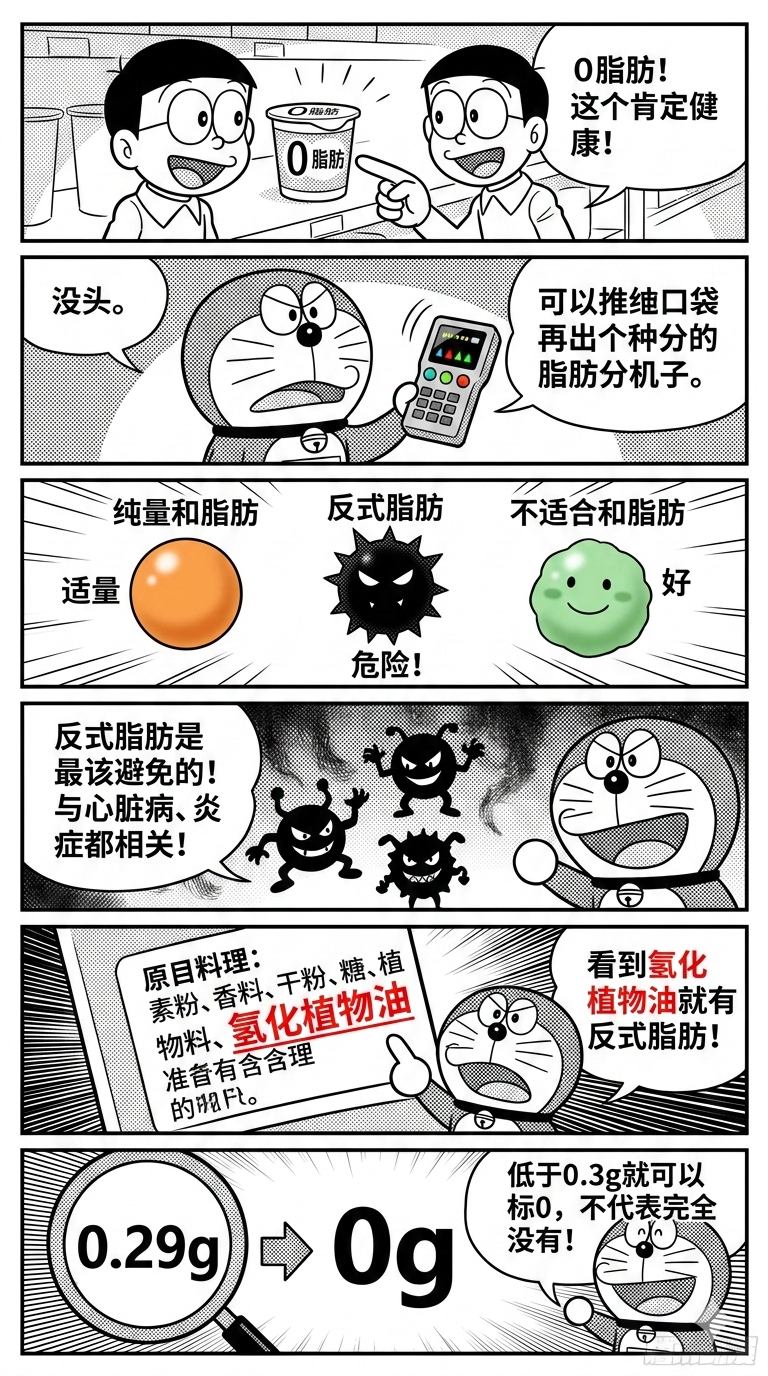 0脂肪
0脂肪！
这个肯定健
康！
没头。
可以推
口袋
再出个种分的
脂肪分机子。
纯量和脂肪
反式脂肪
不适合和脂肪
适量
好
危险！
反式脂肪是
最该避免的！
与心脏病、炎
症都相关！
原目料理：
素粉、香料、干粉、糖、植
物料、氢化植物油
准者有含含理
的
看到氢化
植物油就有
反式脂肪！
0.29g
0g
低于0.3g就可以
标0，不代表完全
没有！